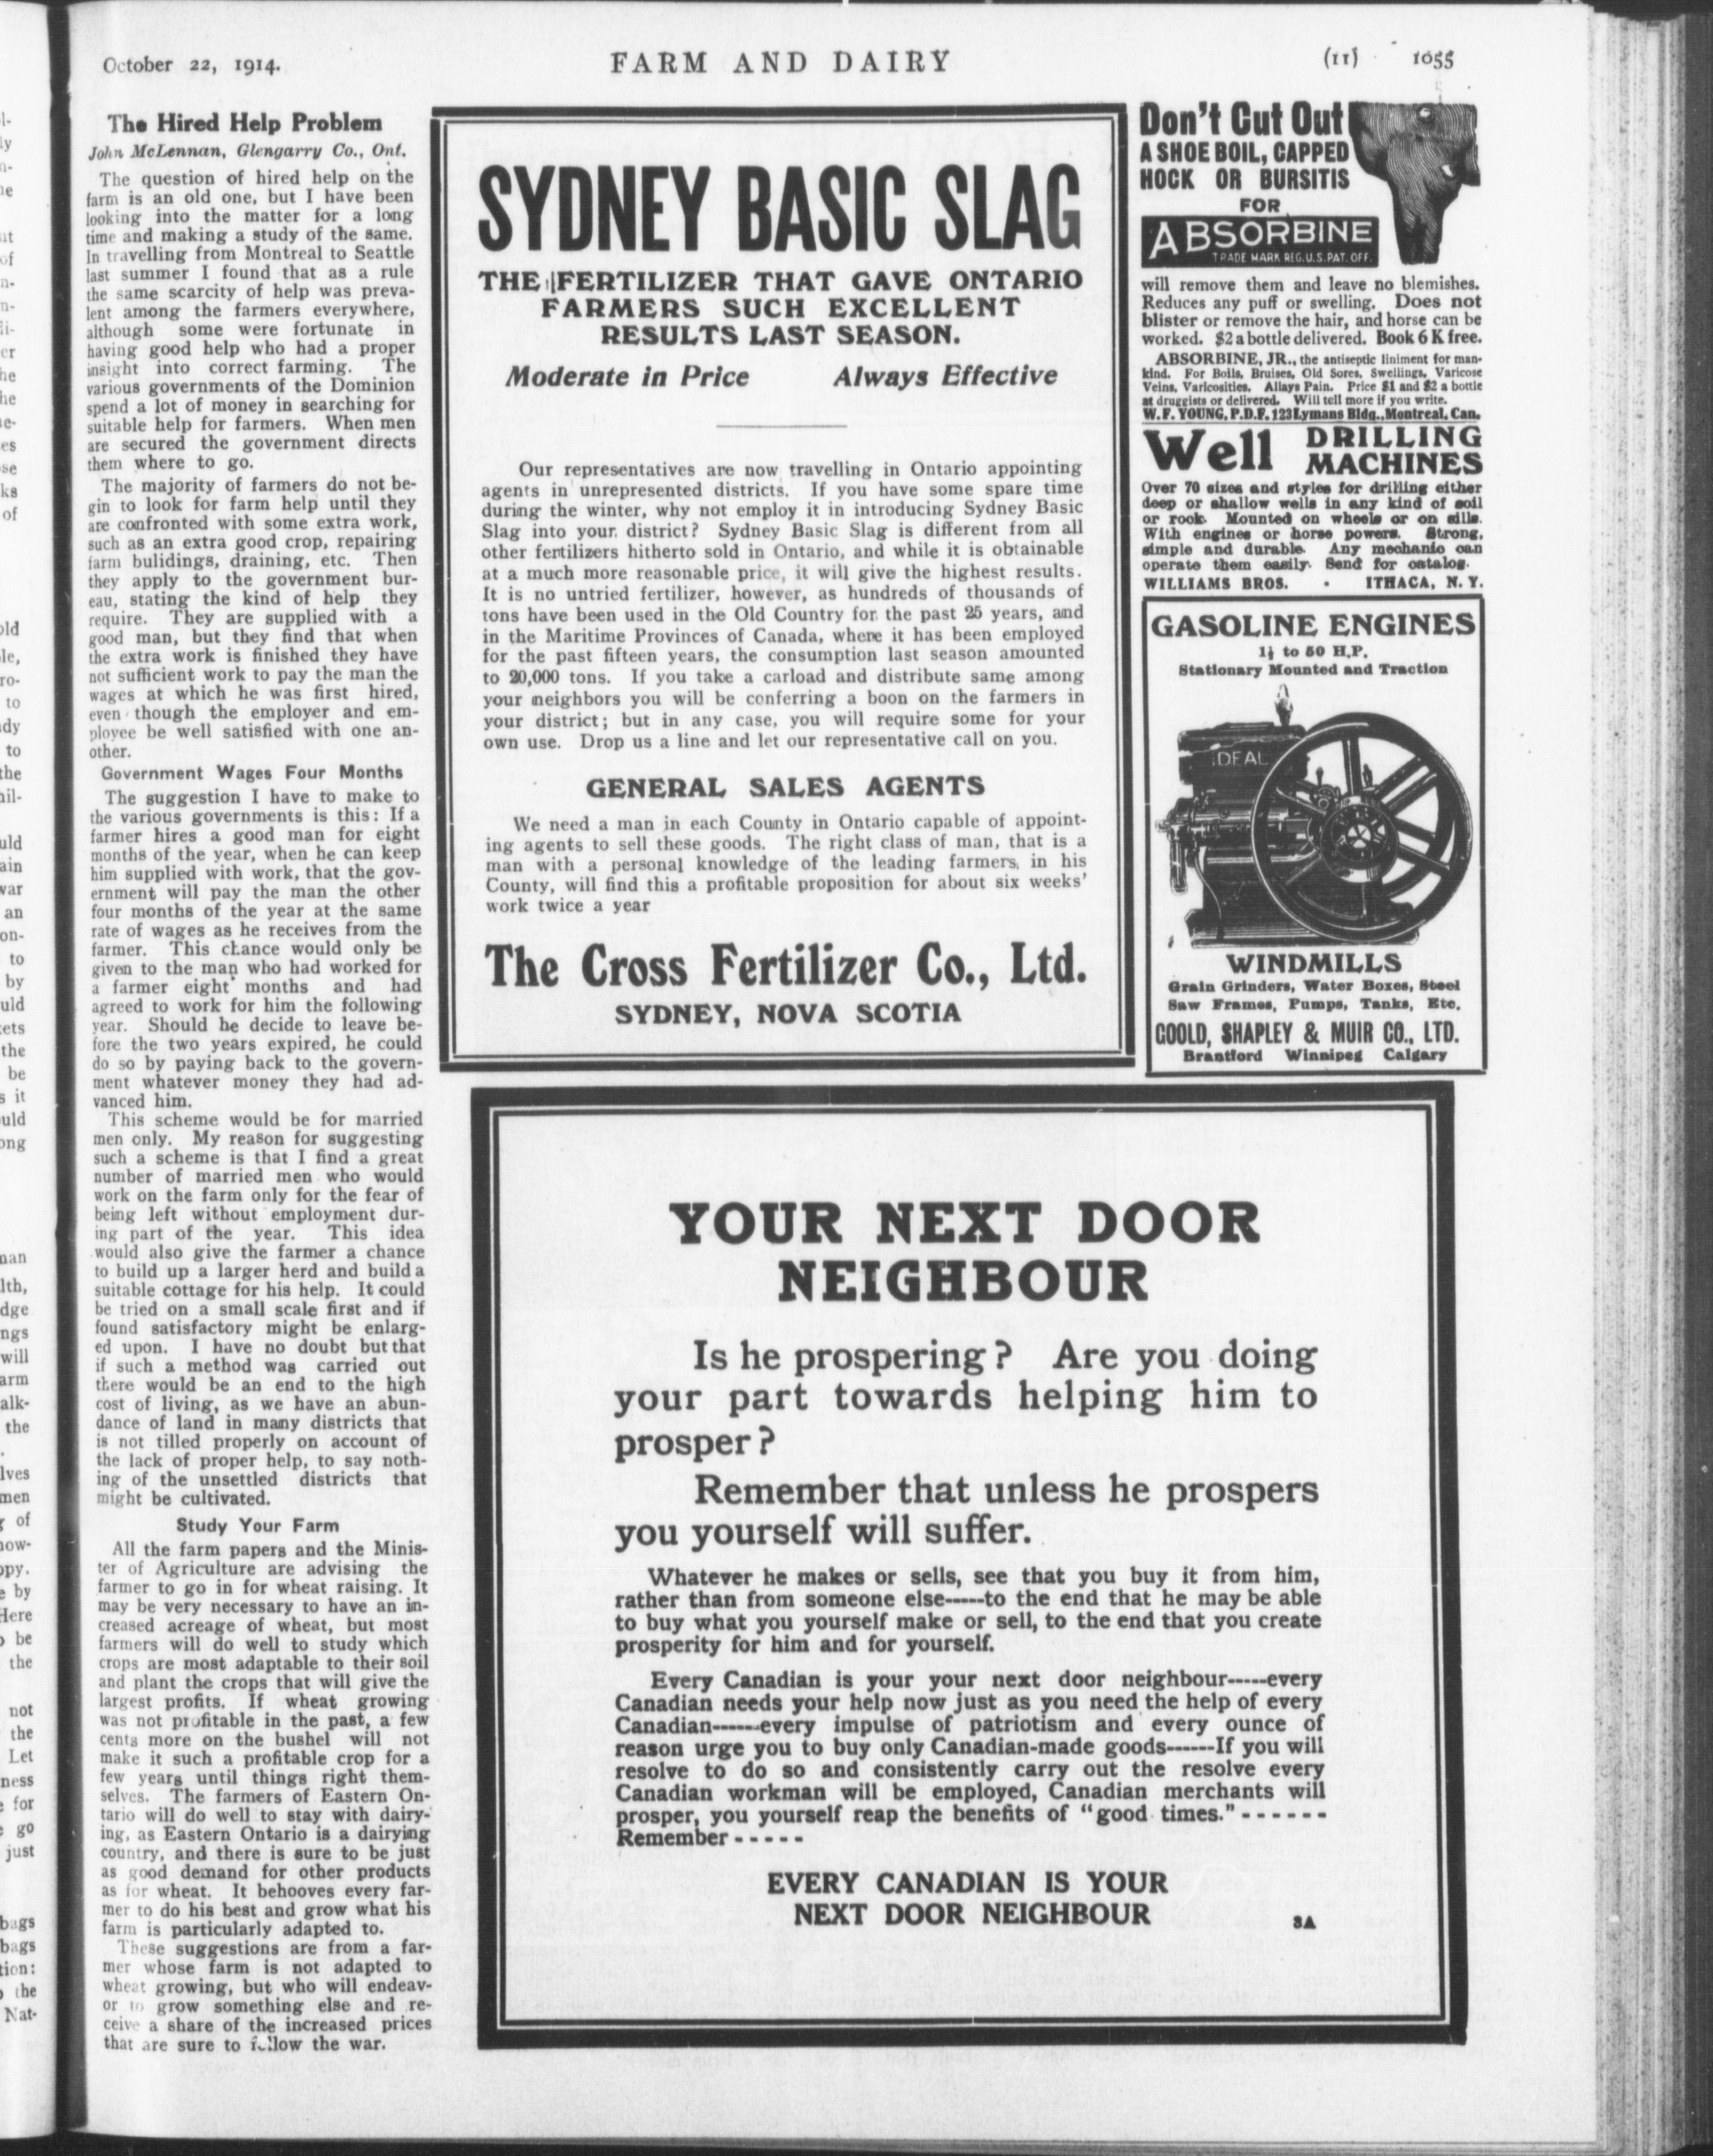 October 22, 1914.
FARM AND DAIRY
(11) 1055
The Hired Help Problem
John McLennan, Glengarry Co., Ont.
The question of hired help on the
farm is an old one, but I have been
looking into the matter for a long
time and making a study of the same.
In travelling from Montreal to Seattle
last summer I found that as a rule
the same scarcity of help was preva-
lent among the farmers everywhere,
although some were fortunate in
having good help who had a proper
insight into correct farming. The
various governments of the Dominion
spend a lot of money in searching for
suitable help for farmers. When men
are secured the government directs
them where to go.
The majority of farmers do not be-
gin to look for farm help until they
are confronted with some extra work,
such as an extra good crop, repairing
farm bulidings, draining, etc. Then
they apply to the government bur-
eau, stating the kind of help they
require. They are supplied with a
good man, but they find that when
the extra work is finished they have
not sufficient work to pay the man the
wages at which he was first hired,
even though the employer and em-
ployee be well satisfied with one an-
other.
Government Wages Four Months
The suggestion I have to make to
the various governments is this: If a
farmer hires a good man for eight
months of the year, when he can keep
him supplied with work, that the gov-
ernment will pay the man the other
four months of the year at the same
rate of wages as he receives from the
farmer. This chance would only be
given to the man who had worked for
a farmer eight months and had
agreed to work for him the following
year. Should he decide to leave be-
fore the two years expired, he could
do so by paying back to the govern-
ment whatever money they had ad-
vanced him.
This scheme would be for married
men only. My reason for suggesting
such a scheme is that I find a great
number of married men who would
work on the farm only for the fear of
being left without employment dur-
ing part of the year. This idea
would also give the farmer a chance
to build up a larger herd and build a
suitable cottage for his help. It could
be tried on a small scale first and if
found satisfactory might be enlarg-
ed upon. I have no doubt but that
if such a method was carried out
there would be an end to the high
cost of living, as we have an abun-
dance of land in many districts that
is not tilled properly on account of
the lack of proper help, to say noth-
ing of the unsettled districts that
might be cultivated.
Study Your Farm
All the farm papers and the Minis-
ter of Agriculture are advising the
farmer to go in for wheat raising. It
may be very necessary to have an in-
creased acreage of wheat, but most
farmers will do well to study which
crops are most adaptable to their soil
and plant the crops that will give the
largest profits. If wheat growing
was not profitable in the past, a few
cents more on the bushel will not
make it such a profitable crop for a
few years until things right them-
selves. The farmers of Eastern On-
tario will do well to stay with dairy-
ing, as Eastern Ontario is a dairying
country, and there is sure to be just
as good demand for other products
as for wheat. It behooves every far-
mer to do his best and grow what his
farm is particularly adapted to.
These suggestions are from a far-
mer whose farm is not adapted to
wheat growing, but who will endeav-
or to grow something else and re-
ceive a share of the increased prices
that are sure to follow the war.
SYDNEY BASIC SLAG
THE FERTILIZER THAT GAVE ONTARIO
FARMERS SUCH EXCELLENT
RESULTS LAST SEASON.
Moderate in Price Always Effective
Our representatives are now travelling in Ontario appointing
agents in unrepresented districts. If you have some spare time
during the winter, why not employ it in introducing Sydney Basic
Slag into your district? Sydney Basic Slag is different from all
other fertilizers hitherto sold in Ontario, and while it is obtainable
at a much more reasonable price, it will give the highest results.
It is no untried fertilizer, however, as hundreds of thousands of
tons have been used in the Old Country for the past 25 years, and
in the Maritime Provinces of Canada, where it has been employed
for the past fifteen years, the consumption last season amounted
to 20,000 tons. If you take a carload and distribute same among
your neighbors you will be conferring a boon on the farmers in
your district; but in any case, you will require some for your
own use. Drop us a line and let our representative call on you.
GENERAL SALES AGENTS
We need a man in each County in Ontario capable of appoint-
ing agents to sell these goods. The right class of man, that is a
man with a personal knowledge of the leading farmers, in his
County, will find this a profitable proposition for about six weeks'
work twice a year
The Cross Fertilizer Co., Ltd.
SYDNEY, NOVA SCOTIA
Don't Cut Out
A SHOE BOIL, CAPPED
HOCK OR BURSITIS
FOR
ABSORBINE
TRADE MARK REG.U.S.PAT. OFF.
will remove them and leave no blemishes.
Reduces any puff or swelling. Does not
blister or remove the hair, and horse can be
worked. $2 a bottle delivered. Book 6 K free.
ABSORBINE, JR., the antiseptic liniment for man-
kind. For Boils, Bruises, Old Sores, Swellings, Varicose
Veins, Varicosities. Allays Pain. Price $1 and $2 a bottle
at druggists or delivered. Will tell more if you write.
W. F. YOUNG, P.D.F. 123 Lymans Bldg., Montreal, Can.
Well DRILLING
MACHINES
Over 70 sizes and styles for drilling either
deep or shallow wells in any kind of soil
or rock. Mounted on wheels or on sills.
With engines or horse powers. Strong,
simple and durable. Any mechanic can
operate them easily. Send for catalog.
WILLIAMS BROS. - ITHACA, N. Y.
GASOLINE ENGINES
1½ to 50 H.P.
Stationary Mounted and Traction
IDEAL
WINDMILLS
Grain Grinders, Water Boxes, Steel
Saw Frames, Pumps, Tanks, Etc.
GOOLD, SHAPLEY & MUIR CO., LTD.
Brantford Winnipeg Calgary
YOUR NEXT DOOR
NEIGHBOUR
Is he prospering? Are you doing
your part towards helping him to
prosper?
Remember that unless he prospers
you yourself will suffer.
Whatever he makes or sells, see that you buy it from him,
rather than from someone else-----to the end that he may be able
to buy what you yourself make or sell, to the end that you create
prosperity for him and for yourself.
Every Canadian is your your next door neighbour-----every
Canadian needs your help now just as you need the help of every
Canadian------every impulse of patriotism and every ounce of
reason urge you to buy only Canadian-made goods------If you will
resolve to do so and consistently carry out the resolve every
Canadian workman will be employed, Canadian merchants will
prosper, you yourself reap the benefits of "good times." - - - - - -
Remember - - - - -
EVERY CANADIAN IS YOUR
NEXT DOOR NEIGHBOUR
3A